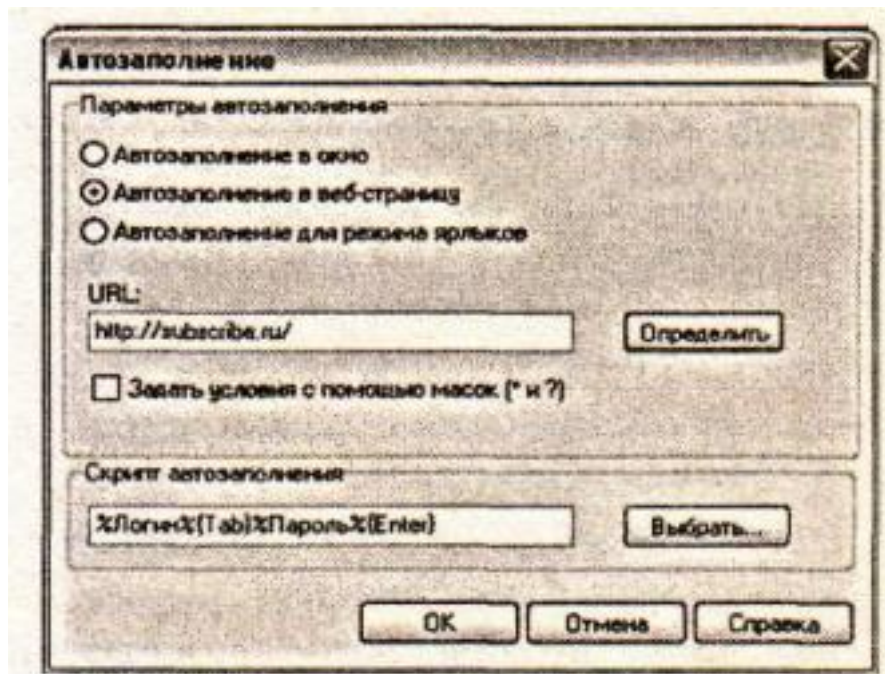 Автозаполнение
Параметры автозаполнения
Автозаполнение в окно
Автозаполнение в веб-страницу
Автозаполнение для режима ярлыков
URL:
http://subscribe.ru/
Определить
Задать условия с помощью масок (* и ?)
Скрипт автозаполнения
%Логин%{Tab}%Пароль%{Enter}
Выбрать...
OK
Отмена
Справка